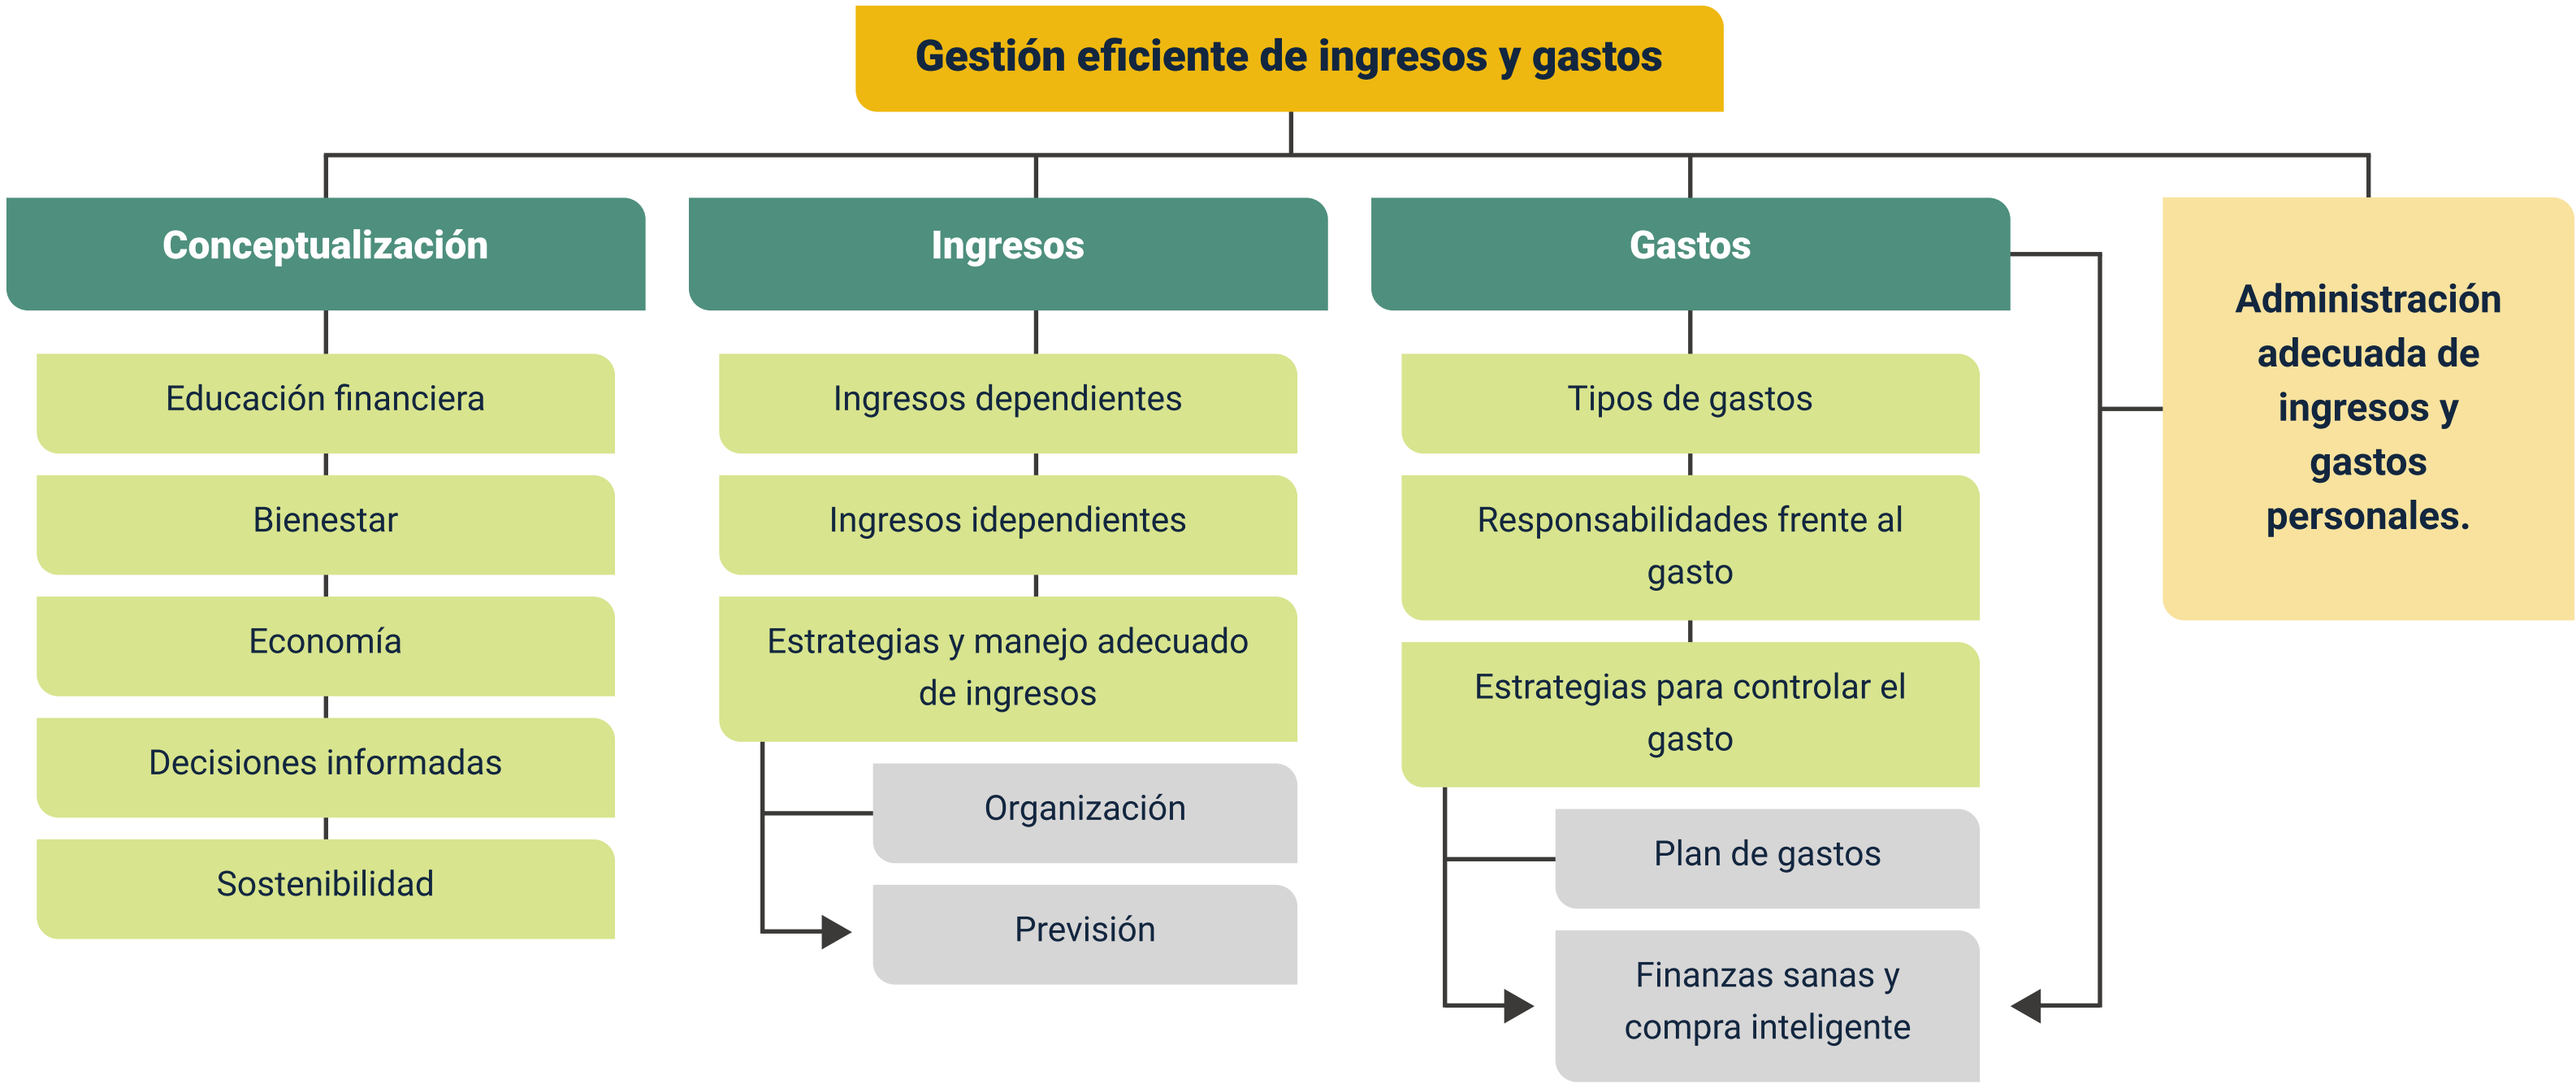 Gestión eficiente de ingresos y gastos
Conceptualización
Educación financiera
Bienestar
Economía
Decisiones informadas
Sostenibilidad
Ingresos
Ingresos dependientes
Ingresos idependientes
Estrategias y manejo adecuado
de ingresos
Organización
Previsión
Gastos
Tipos de gastos
Responsabilidades frente al
gasto
Estrategias para controlar el
gasto
Plan de gastos
Finanzas sanas y
compra inteligente
Administración
adecuada de
ingresos y
gastos
personales.